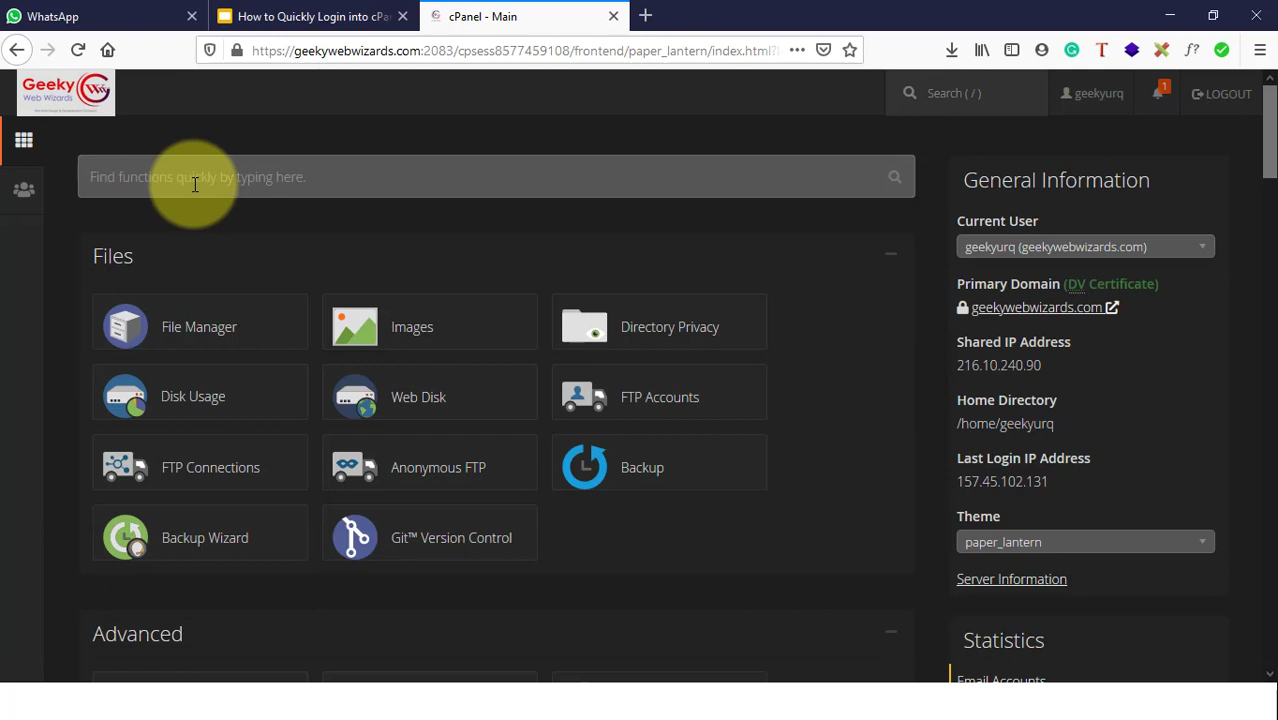 WhatsApp
How to Quickly Login into cPa
cPanel - Main
https://geekywebwizards.com:2083/cpsess8577459108/frontend/paper_lantern/index.html?
Geeky
Web Wizards
Search ( / )
geekyurq
1
LOGOUT
Find functions quickly by typing here.
Files
File Manager
Images
Directory Privacy
Disk Usage
Web Disk
FTP Accounts
FTP Connections
Anonymous FTP
Backup
Backup Wizard
Git™ Version Control
Advanced
General Information
Current User
geekyurq (geekywebwizards.com)
Primary Domain (DV Certificate)
geekywebwizards.com
Shared IP Address
216.10.240.90
Home Directory
/home/geekyurq
Last Login IP Address
157.45.102.131
Theme
paper_lantern
Server Information
Statistics
Email Accounts